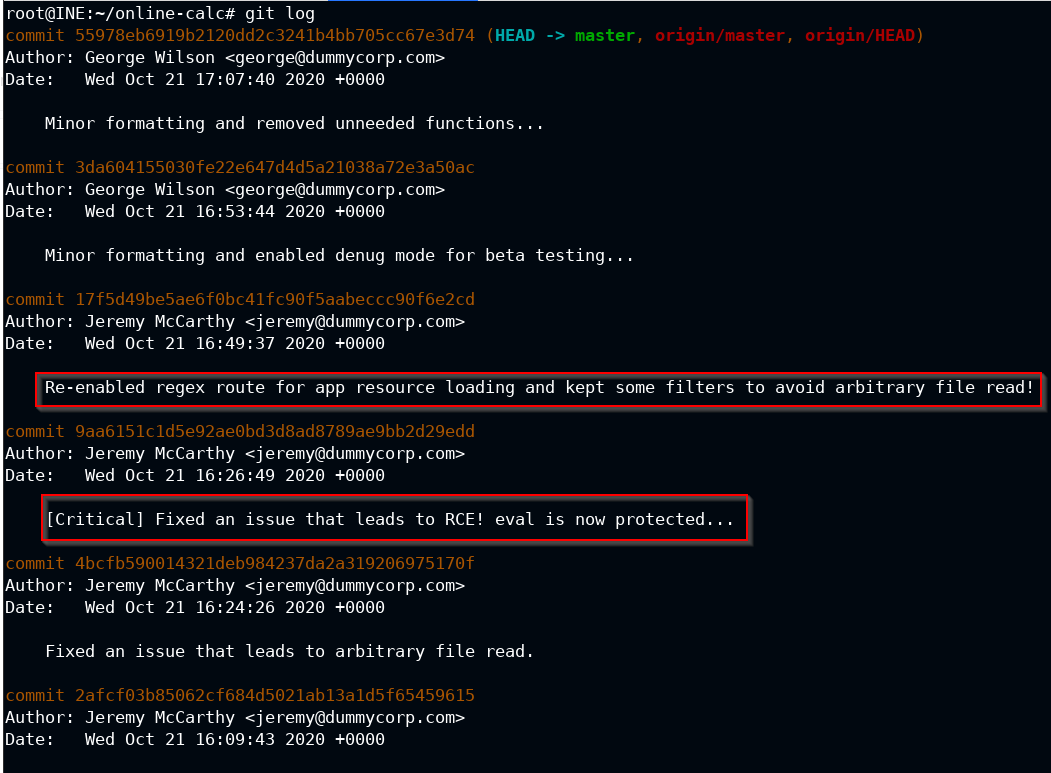 root@INE:~/online-calc# git log
commit 55978eb6919b2120dd2c3241b4bb705cc67e3d74 (HEAD -> master, origin/master, origin/HEAD)
Author: George Wilson <george@dummycorp.com>
Date:   Wed Oct 21 17:07:40 2020 +0000
Minor formatting and removed unneeded functions...
commit 3da604155030fe22e647d4d5a21038a72e3a50ac
Author: George Wilson <george@dummycorp.com>
Date:   Wed Oct 21 16:53:44 2020 +0000
Minor formatting and enabled denug mode for beta testing...
commit 17f5d49be5ae6f0bc41fc90f5aabeccc90f6e2cd
Author: Jeremy McCarthy <jeremy@dummycorp.com>
Date:   Wed Oct 21 16:49:37 2020 +0000
Re-enabled regex route for app resource loading and kept some filters to avoid arbitrary file read!
commit 9aa6151c1d5e92ae0bd3d8ad8789ae9bb2d29edd
Author: Jeremy McCarthy <jeremy@dummycorp.com>
Date:   Wed Oct 21 16:26:49 2020 +0000
[Critical] Fixed an issue that leads to RCE! eval is now protected...
commit 4bcfb590014321deb984237da2a319206975170f
Author: Jeremy McCarthy <jeremy@dummycorp.com>
Date:   Wed Oct 21 16:24:26 2020 +0000
Fixed an issue that leads to arbitrary file read.
commit 2afcf03b85062cf684d5021ab13a1d5f65459615
Author: Jeremy McCarthy <jeremy@dummycorp.com>
Date:   Wed Oct 21 16:09:43 2020 +0000